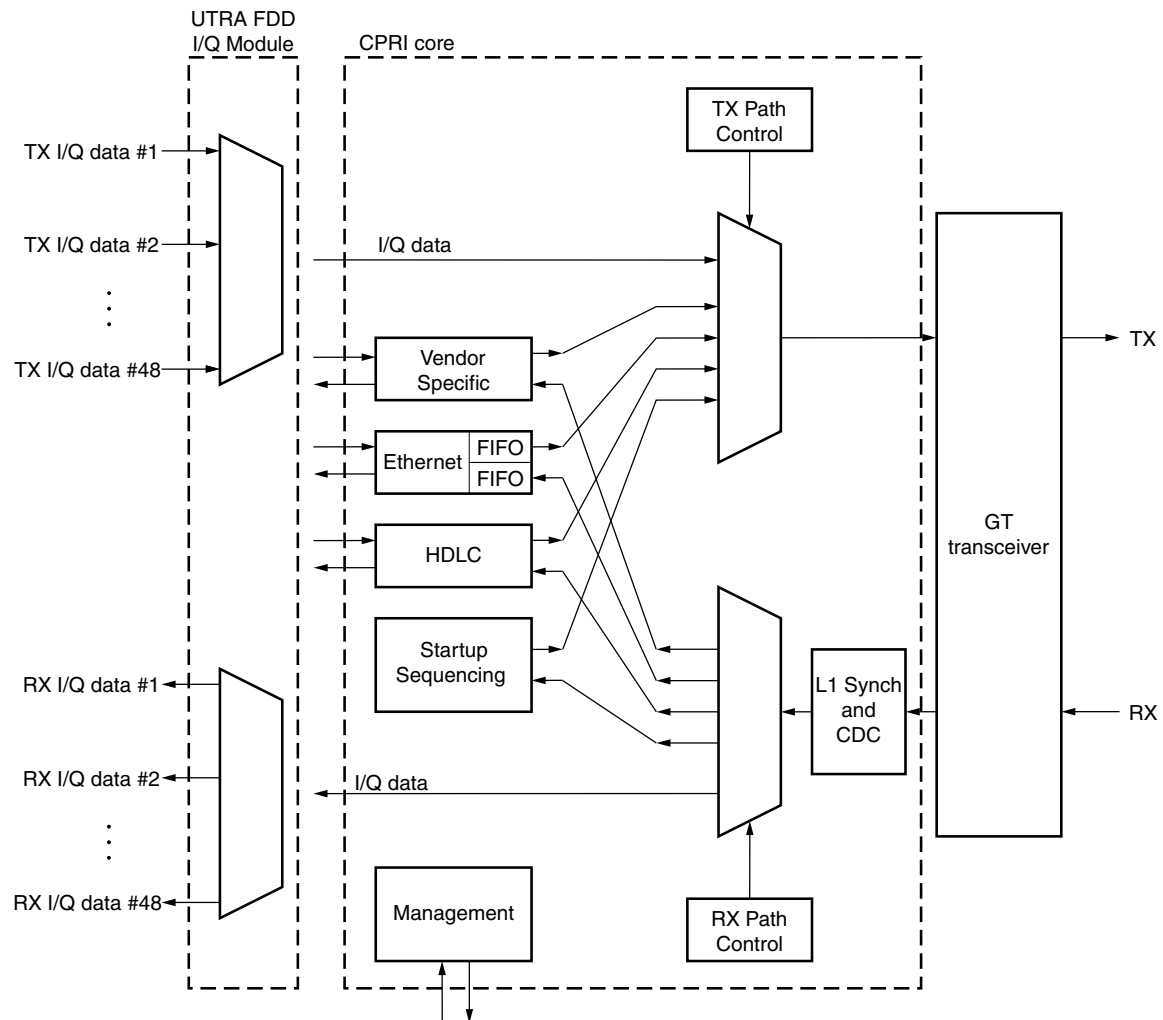 UTRA FDD
I/Q Module
CPRI core
TX Path
Control
TX I/Q data #1
TX I/Q data #2
TX I/Q data #48
I/Q data
Vendor
Specific
TX
Ethernet
FIFO
FIFO
HDLC
GT
transceiver
Startup
Sequencing
L1 Synch
and
CDC
RX
RX I/Q data #1
RX I/Q data #2
I/Q data
RX I/Q data #48
Management
RX Path
Control